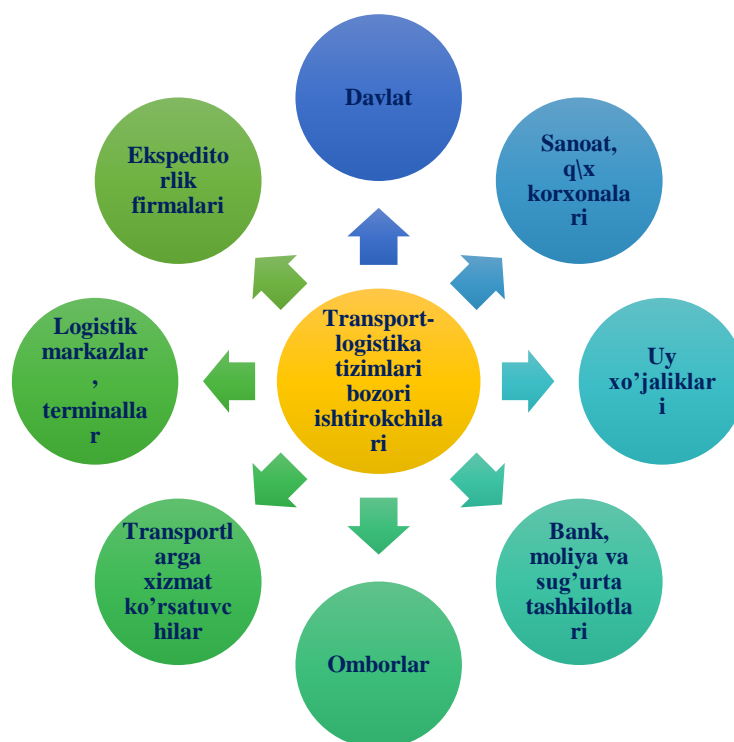 Davlat
Sanoat,
q\x
korxonala
ri
Uy
xo’jaliklar
i
Bank,
moliya va
sug’urta
tashkilotla
ri
Omborlar
Transportl
arga
xizmat
ko’rsatuvc
hilar
Logistik
markazlar
,
terminalla
r
Ekspedito
rlik
firmalari
Transport-
logistika
tizimlari
bozori
ishtirokchila
ri